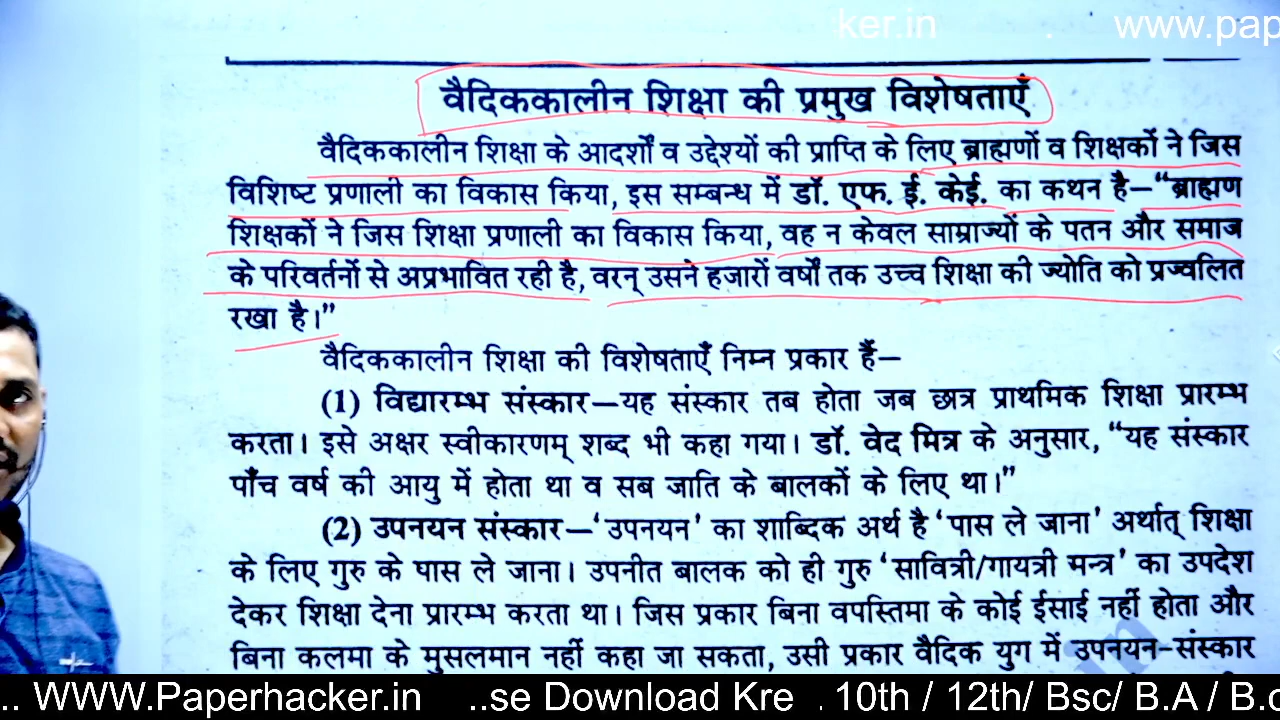 ker.in . www.pap
वैदिककालीन शिक्षा की प्रमुख विशेषताएँ
वैदिककालीन शिक्षा के आदर्शों व उद्देश्यों की प्राप्ति के लिए ब्राह्मणों व शिक्षकों ने जिस
विशिष्ट प्रणाली का विकास किया, इस सम्बन्ध में डॉ. एफ. ई. केई. का कथन है—“ब्राह्मण
शिक्षकों ने जिस शिक्षा प्रणाली का विकास किया, वह न केवल साम्राज्यों के पतन और समाज
के परिवर्तनों से अप्रभावित रही है, वरन् उसने हजारों वर्षों तक उच्च शिक्षा की ज्योति को प्रज्वलित
रखा है।”
वैदिककालीन शिक्षा की विशेषताएँ निम्न प्रकार हैं—
(1) विद्यारम्भ संस्कार—यह संस्कार तब होता जब छात्र प्राथमिक शिक्षा प्रारम्भ
करता। इसे अक्षर स्वीकारणम् शब्द भी कहा गया। डॉ. वेद मित्र के अनुसार, “यह संस्कार
पाँच वर्ष की आयु में होता था व सब जाति के बालकों के लिए था।”
(2) उपनयन संस्कार—‘उपनयन’ का शाब्दिक अर्थ है ‘पास ले जाना’ अर्थात् शिक्षा
के लिए गुरु के पास ले जाना। उपनीत बालक को ही गुरु ‘सावित्री/गायत्री मन्त्र’ का उपदेश
देकर शिक्षा देना प्रारम्भ करता था। जिस प्रकार बिना वपस्तिमा के कोई ईसाई नहीं होता और
बिना कलमा के मुसलमान नहीं कहा जा सकता, उसी प्रकार वैदिक युग में उपनयन-संस्कार
.. WWW.Paperhacker.in ..se Download Kre . 10th / 12th/ Bsc/ B.A / B.c